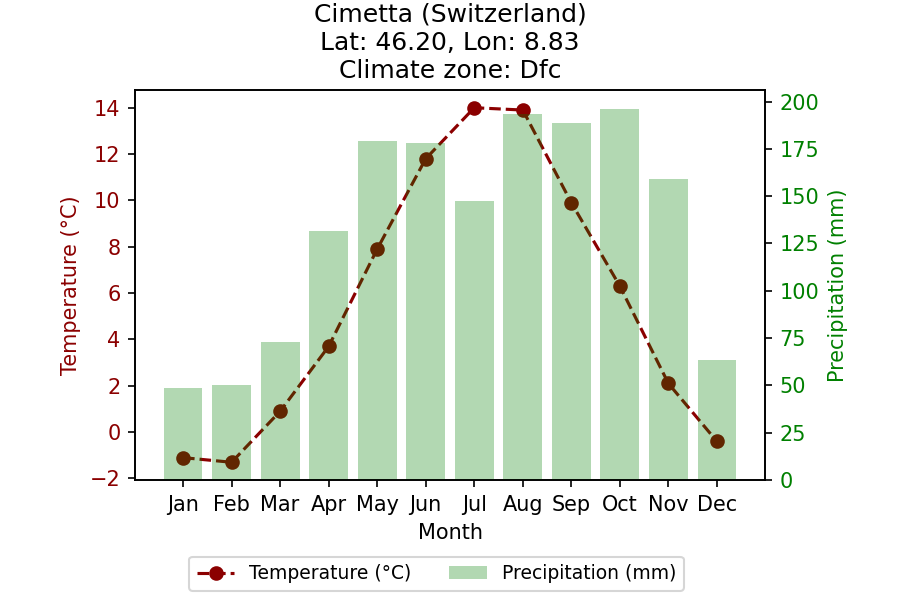 Cimetta (Switzerland)
Lat: 46.20, Lon: 8.83
Climate zone: Dfc
Temperature (°C)
14
12
10
8
6
4
2
0
−2
200
175
150
125
100
75
50
25
0
Precipitation (mm)
Jan Feb Mar Apr May Jun Jul Aug Sep Oct Nov Dec
Month
Temperature (°C) Precipitation (mm)